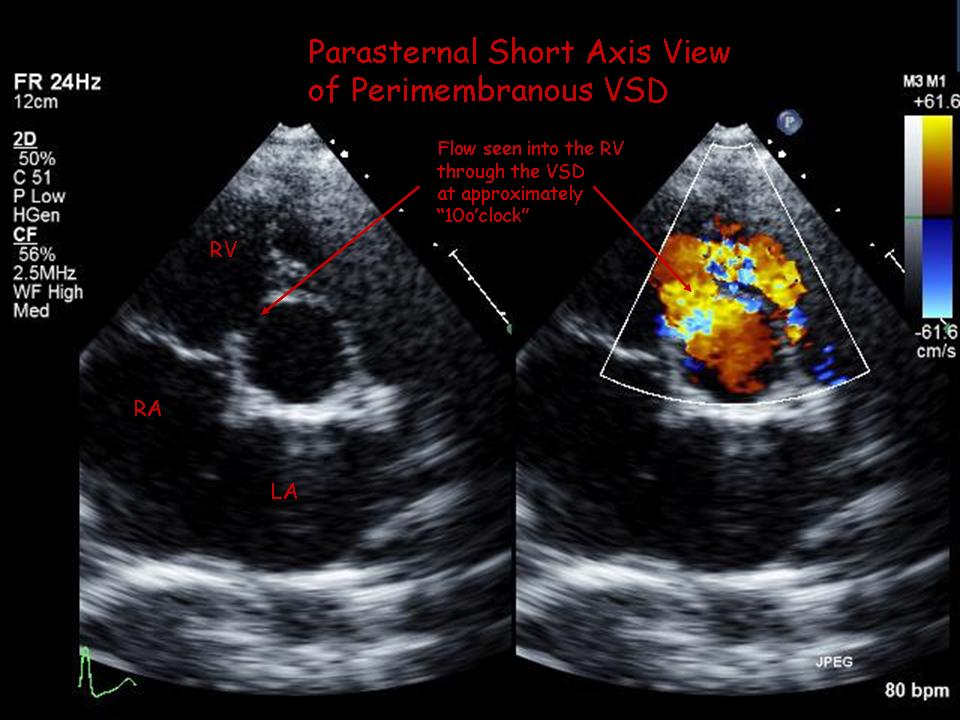 Parasternal Short Axis View
of Perimembranous VSD
FR 24Hz
12cm
2D
50%
C 51
P Low
HGen
CF
56%
2.5MHz
WF High
Med
Flow seen into the RV
through the VSD
at approximately
“10o’clock”
P
M3 M1
+61.6
-61.6
cm/s
RV
RA
LA
JPEG
80 bpm